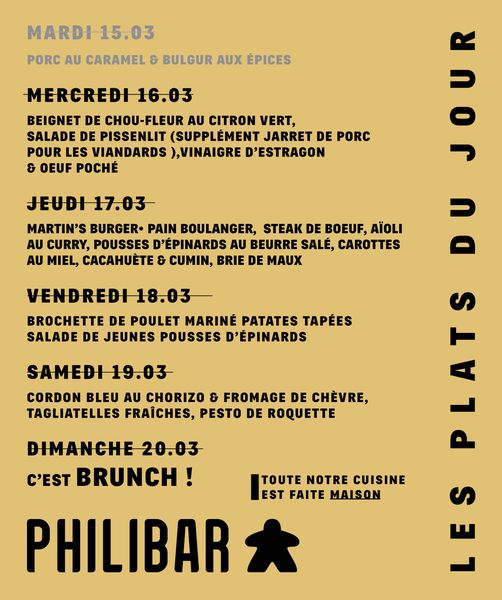 MARDI 15.03
PORC AU CARAMEL & BULGUR AUX ÉPICES
MERCREDI 16.03
BEIGNET DE CHOU-FLEUR AU CITRON VERT,
SALADE DE PISSENLIT (SUPPLÉMENT JARRET DE PORC
POUR LES VIANDARDS ),VINAIGRE D'ESTRAGON
& OEUF POCHÉ
JEUDI 17.03
MARTIN'S BURGER• PAIN BOULANGER, STEAK DE BOEUF, AÏOLI
AU CURRY, POUSSES D'ÉPINARDS AU BEURRE SALÉ, CAROTTES
AU MIEL, CACAHUÈTE & CUMIN, BRIE DE MAUX
VENDREDI 18.03
BROCHETTE DE POULET MARINÉ PATATES TAPÉES
SALADE DE JEUNES POUSSES D'ÉPINARDS
SAMEDI 19.03
CORDON BLEU AU CHORIZO & FROMAGE DE CHÈVRE,
TAGLIATELLES FRAÎCHES, PESTO DE ROQUETTE
DIMANCHE 20.03
C'EST BRUNCH !
TOUTE NOTRE CUISINE
EST FAITE MAISON
PHILIBAR
LES PLATS DU JOUR